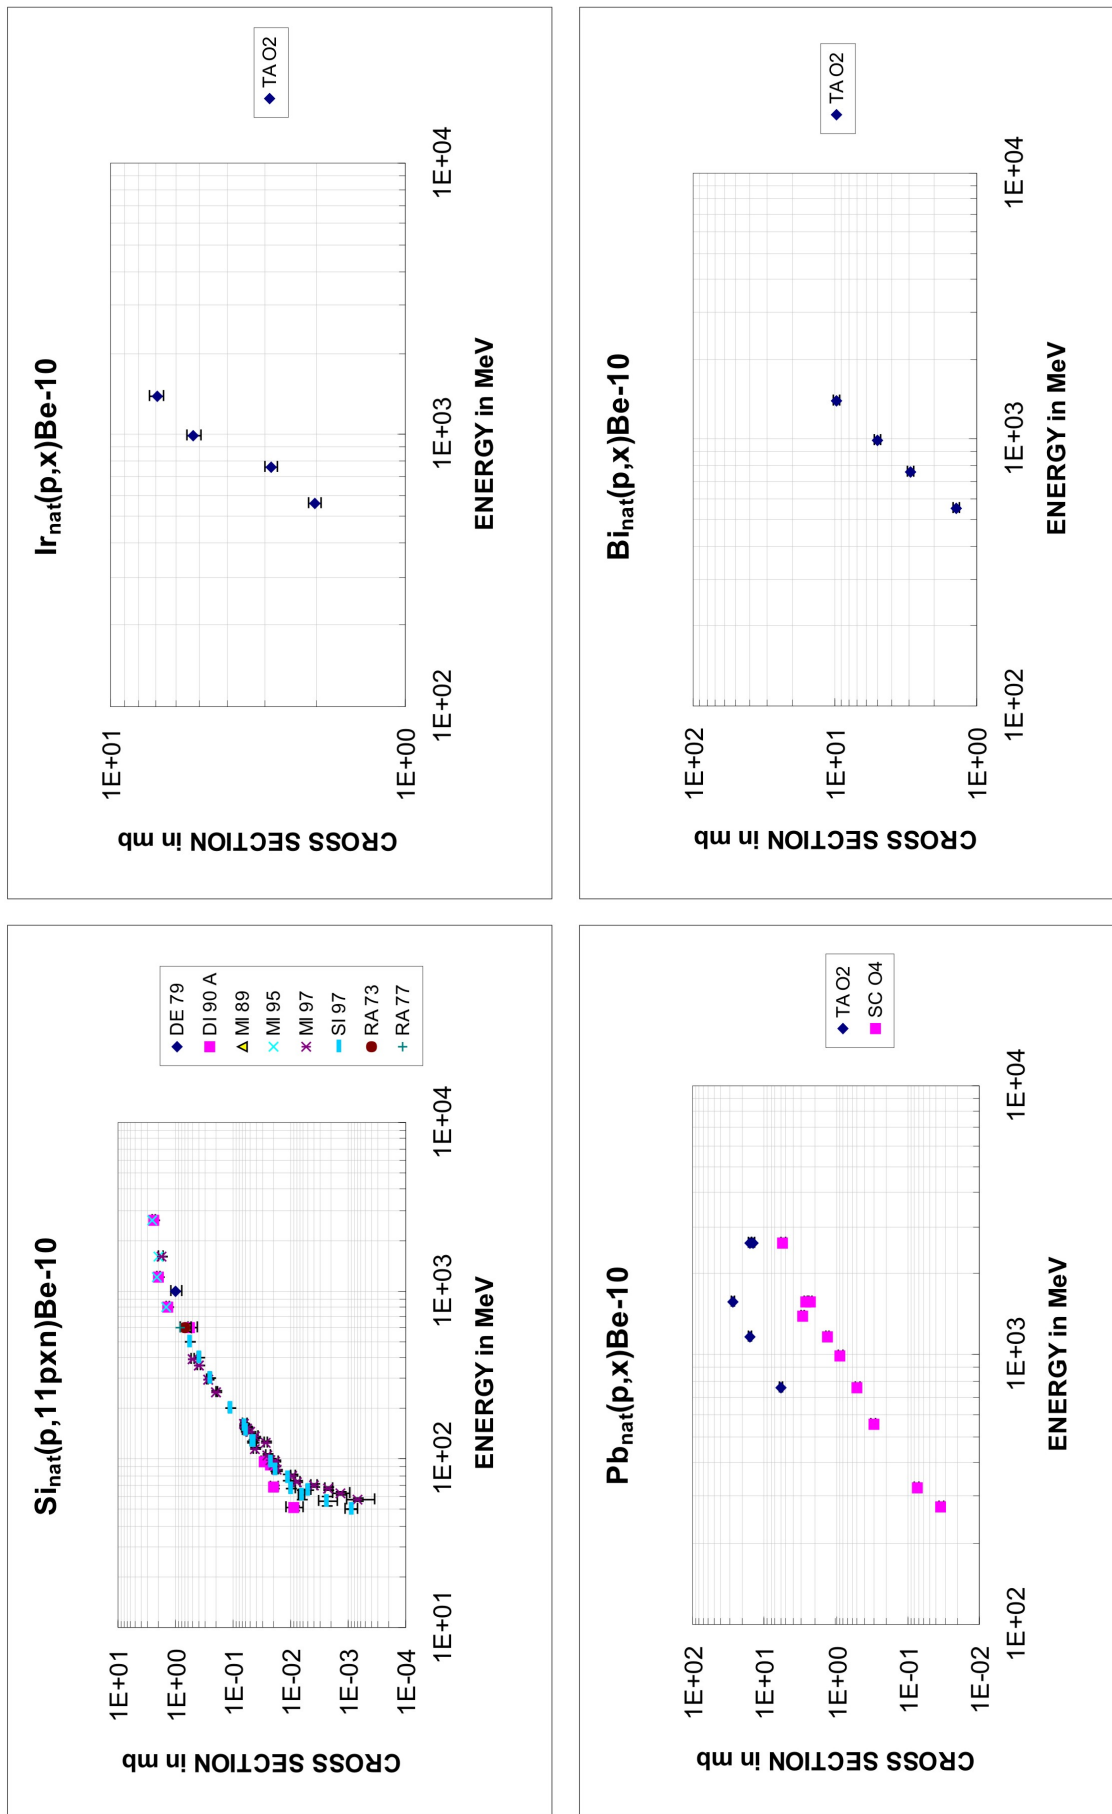 Si_nat(p,11pxn)Be-10
1E+01
1E+00
1E-01
1E-02
1E-03
1E-04
CROSS SECTION in mb
1E+01
1E+02
1E+03
1E+04
ENERGY in MeV
DE 79
DI 90 A
MI 89
MI 95
MI 97
SI 97
RA 73
RA 77
Ir_nat(p,x)Be-10
1E+01
1E+00
CROSS SECTION in mb
1E+02
1E+03
1E+04
ENERGY in MeV
TA O2
Pb_nat(p,x)Be-10
1E+02
1E+01
1E+00
1E-01
1E-02
CROSS SECTION in mb
1E+02
1E+03
1E+04
ENERGY in MeV
TA O2
SC O4
Bi_nat(p,x)Be-10
1E+02
1E+01
1E+00
CROSS SECTION in mb
1E+02
1E+03
1E+04
ENERGY in MeV
TA O2